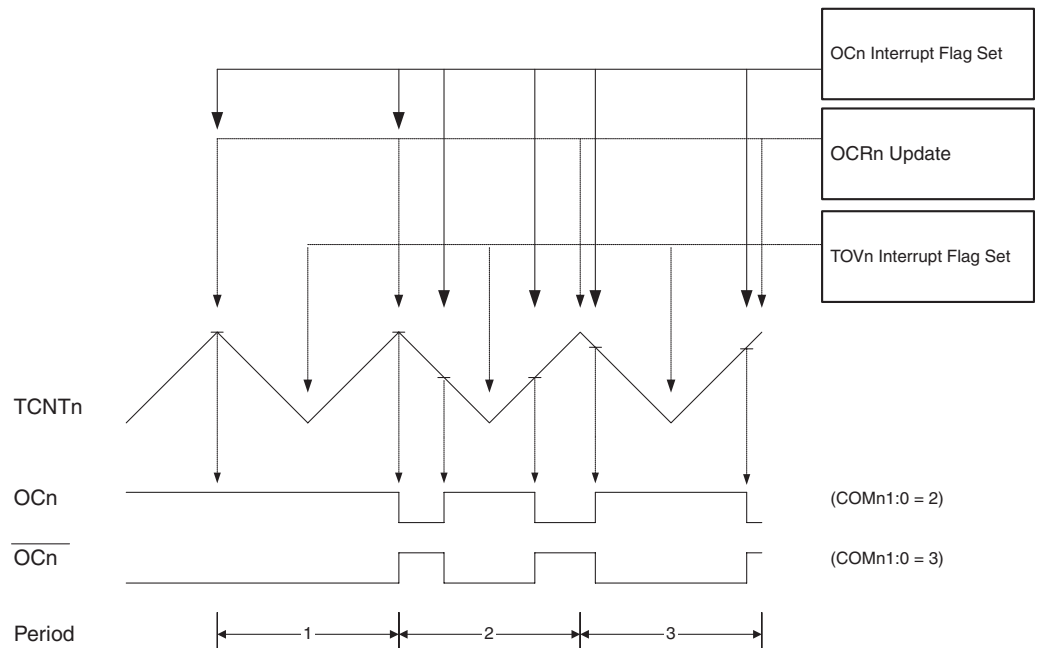 OCn Interrupt Flag Set
OCRn Update
TOVn Interrupt Flag Set
TCNTn
OCn
(COMn1:0 = 2)
OCn
(COMn1:0 = 3)
Period
1
2
3